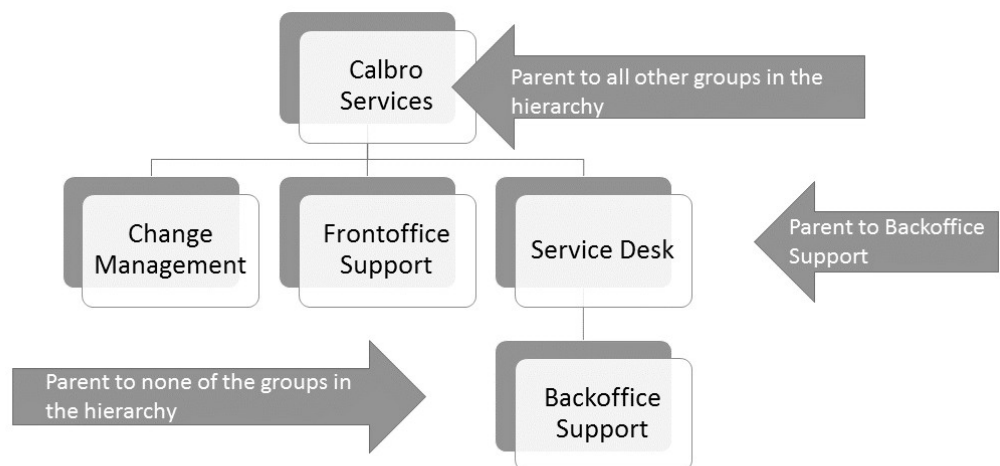 Calbro
Services
Parent to all other groups in the
hierarchy
Change
Management
Frontoffice
Support
Service Desk
Parent to Backoffice
Support
Parent to none of the groups in
the hierarchy
Backoffice
Support